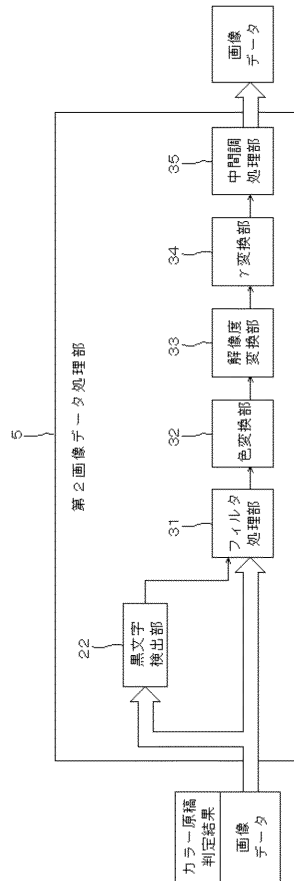 5
第2画像データ処理部
カラー原稿
判定結果
画像
データ
22
黒文字
検出部
31
フィルタ
処理部
32
色変換部
33
解像度
変換部
34
γ変換部
35
中間調
処理部
画像
データ